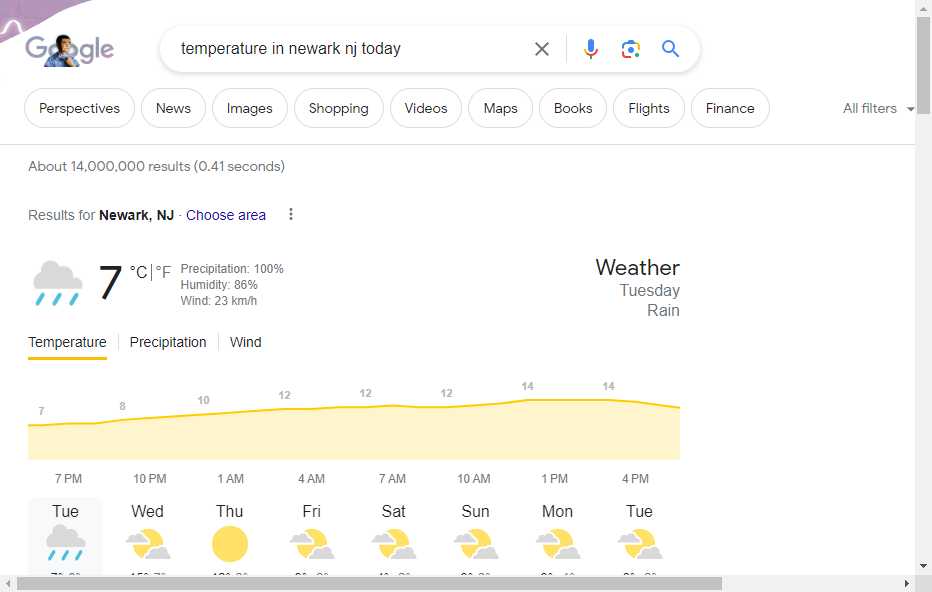 Google
temperature in newark nj today
Perspectives News Images Shopping Videos Maps Books Flights Finance All filters
About 14,000,000 results (0.41 seconds)
Results for Newark, NJ · Choose area
7 °C | °F
Precipitation: 100%
Humidity: 86%
Wind: 23 km/h
Weather
Tuesday
Rain
Temperature | Precipitation | Wind
7 8 10 12 12 12 14 14
7 PM 10 PM 1 AM 4 AM 7 AM 10 AM 1 PM 4 PM
Tue Wed Thu Fri Sat Sun Mon Tue